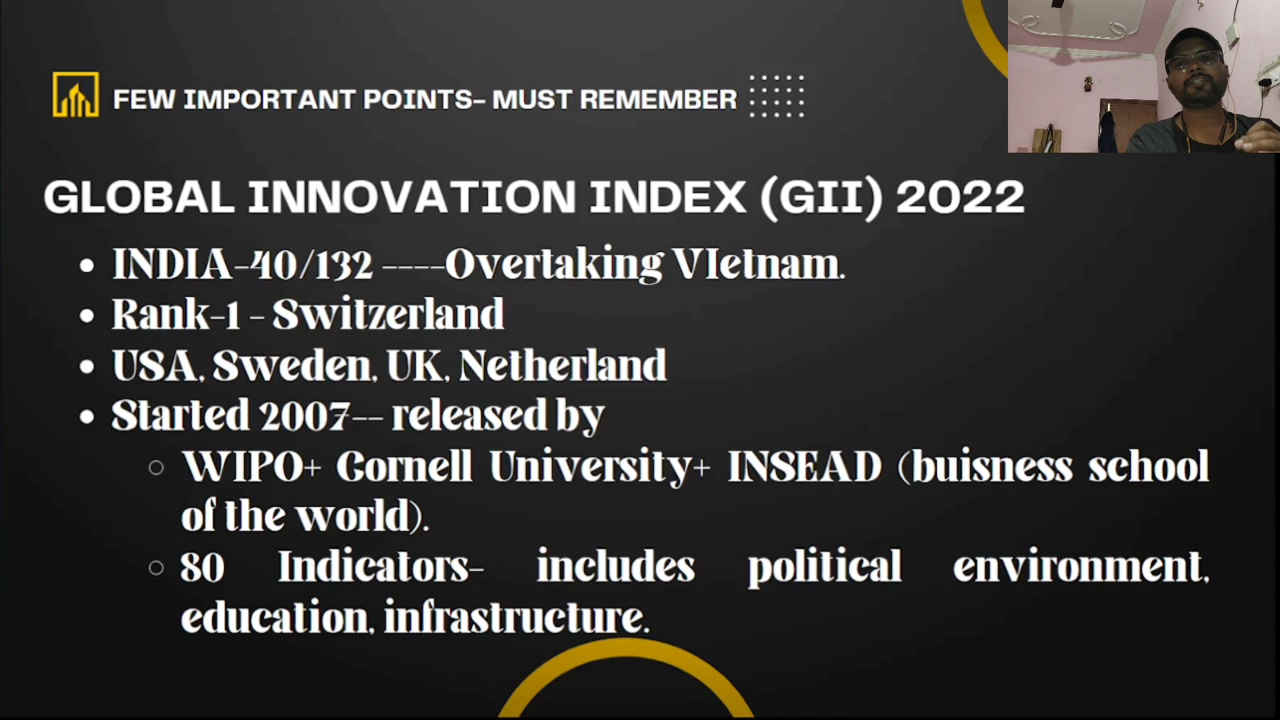 FEW IMPORTANT POINTS- MUST REMEMBER
GLOBAL INNOVATION INDEX (GII) 2022
• INDIA-40/132 ----Overtaking VIetnam.
• Rank-1 - Switzerland
• USA, Sweden, UK, Netherland
• Started 2007-- released by
○ WIPO+ Cornell University+ INSEAD (buisness school
of the world).
○ 80 Indicators- includes political environment,
education, infrastructure.